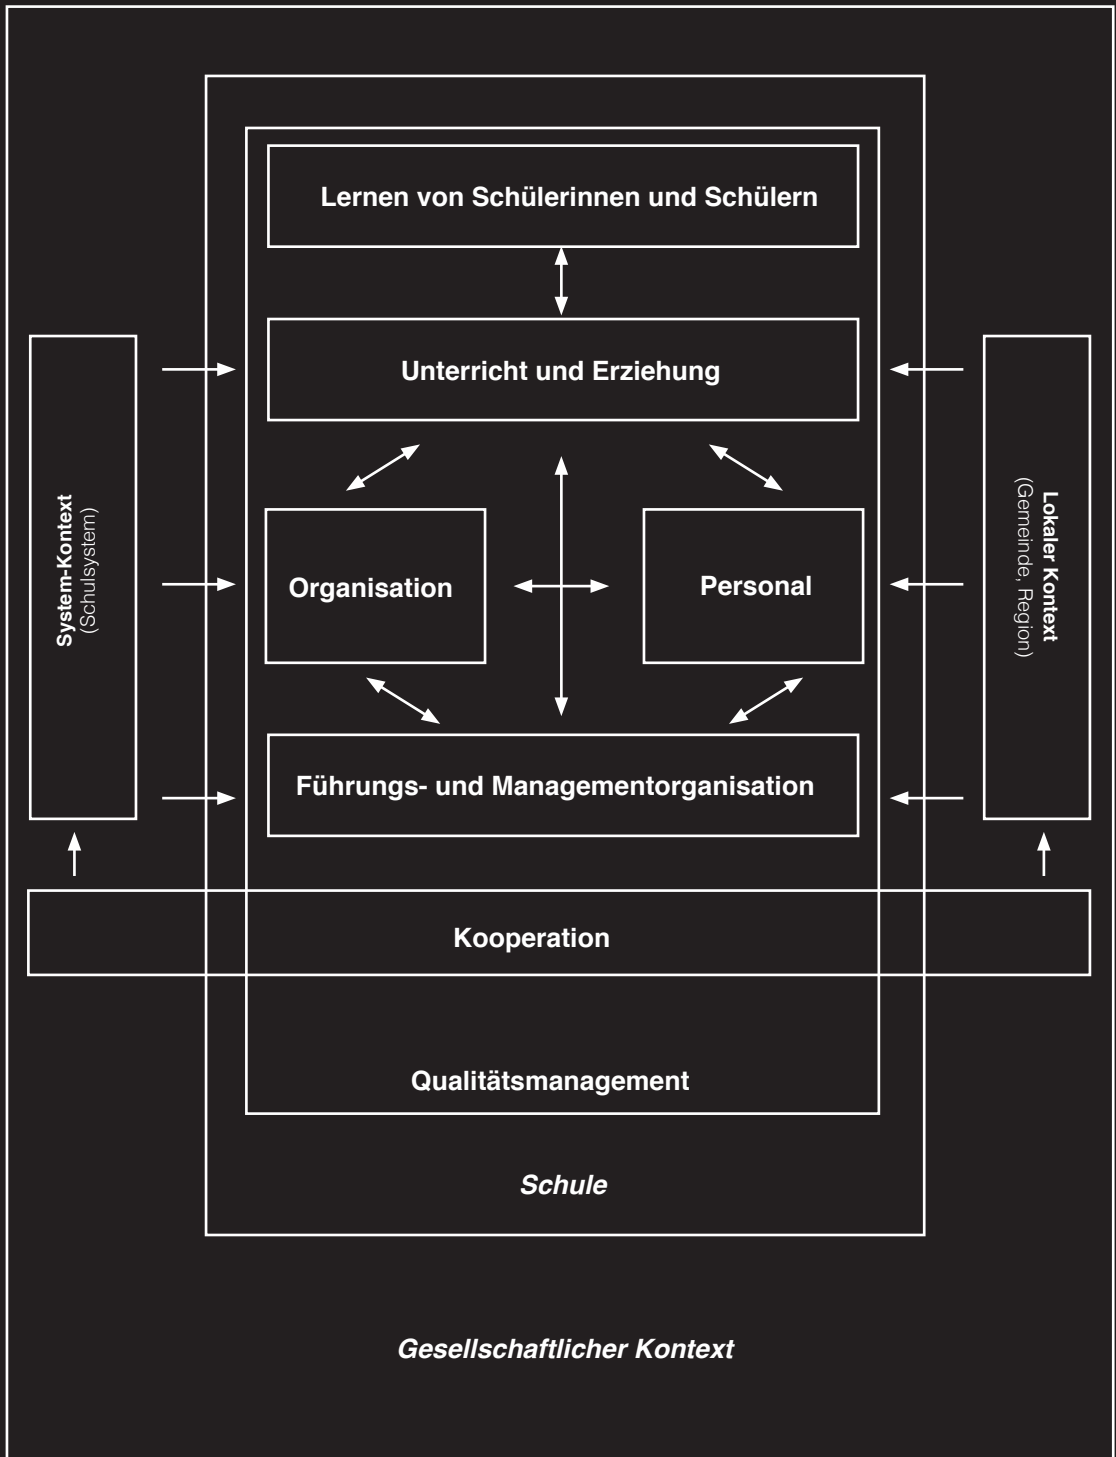 Lernen von Schülerinnen und Schülern
Unterricht und Erziehung
System-Kontext
(Schulsystem)
Organisation
Personal
Lokaler Kontext
(Gemeinde, Region)
Führungs- und Managementorganisation
Kooperation
Qualitätsmanagement
Schule
Gesellschaftlicher Kontext